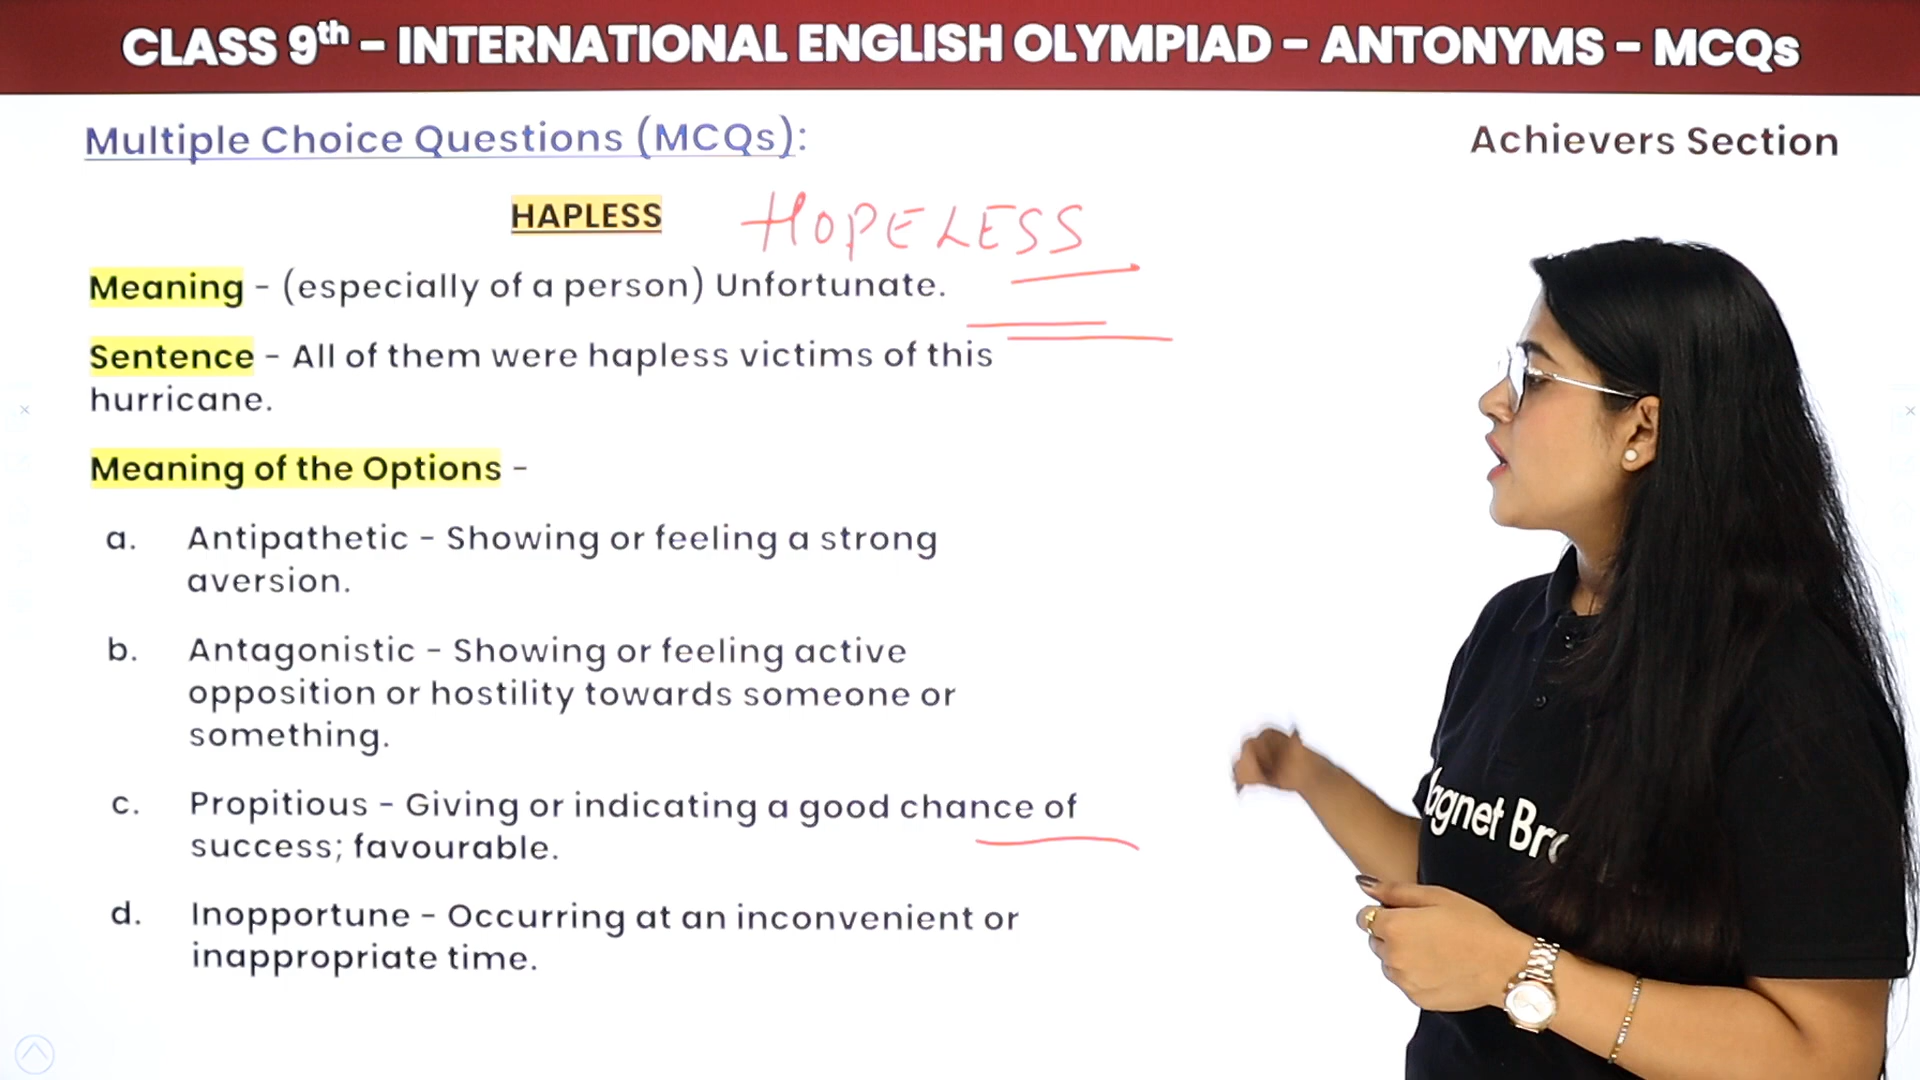 CLASS 9th – INTERNATIONAL ENGLISH OLYMPIAD – ANTONYMS – MCQs
Multiple Choice Questions (MCQs):
Achievers Section
HAPLESS
HOPELESS
Meaning - (especially of a person) Unfortunate.
Sentence - All of them were hapless victims of this
hurricane.
Meaning of the Options -
a. Antipathetic - Showing or feeling a strong
aversion.
b. Antagonistic - Showing or feeling active
opposition or hostility towards someone or
something.
c. Propitious - Giving or indicating a good chance of
success; favourable.
d. Inopportune - Occurring at an inconvenient or
inappropriate time.
agnet Br